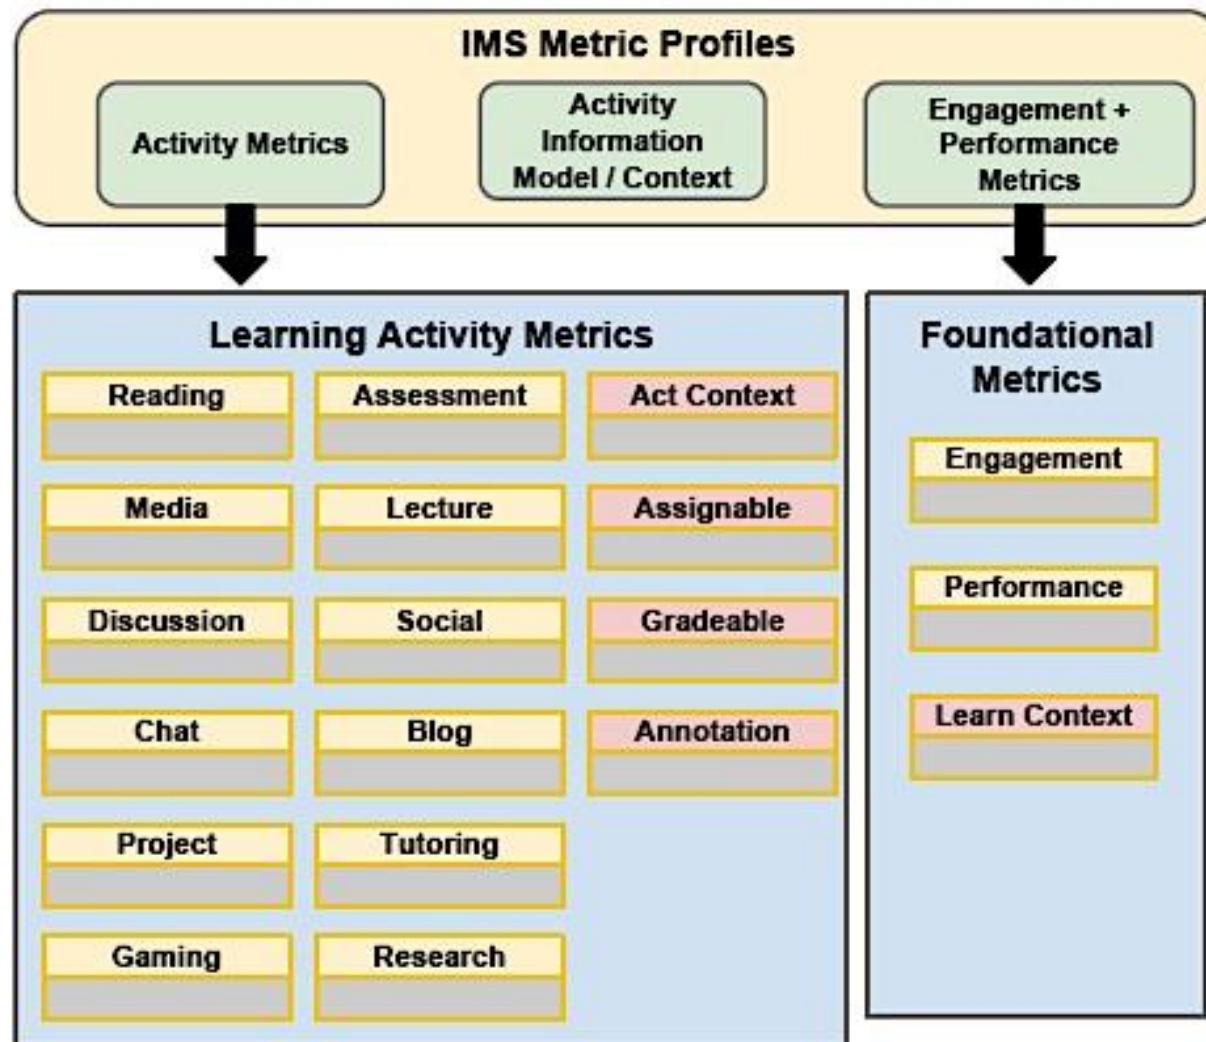 IMS Metric Profiles
Activity Metrics
Activity
Information
Model / Context
Engagement +
Performance
Metrics
Learning Activity Metrics
Reading
Assessment
Act Context
Media
Lecture
Assignable
Discussion
Social
Gradeable
Chat
Blog
Annotation
Project
Tutoring
Gaming
Research
Foundational
Metrics
Engagement
Performance
Learn Context